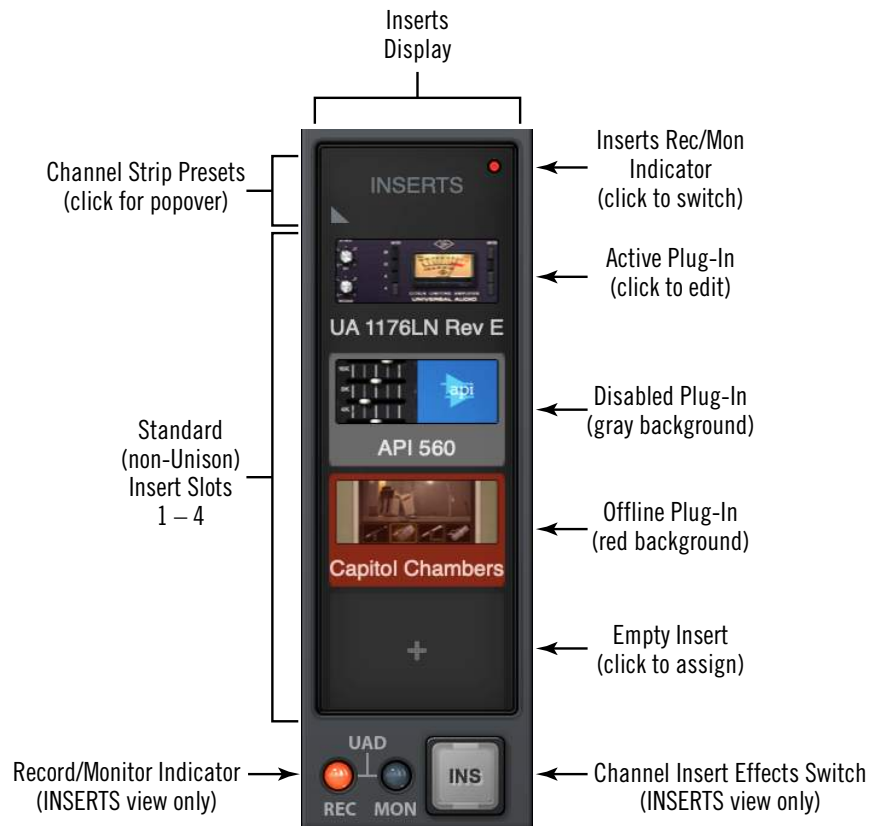 Inserts
Display
Channel Strip Presets
(click for popover)
INSERTS
Inserts Rec/Mon
Indicator
(click to switch)
UNIVERSAL AUDIO
UA 1176LN Rev E
Active Plug-In
(click to edit)
api
API 560
Disabled Plug-In
(gray background)
Standard
(non-Unison)
Insert Slots
1 – 4
Capitol Chambers
Offline Plug-In
(red background)
+
Empty Insert
(click to assign)
Record/Monitor Indicator
(INSERTS view only)
UAD
REC MON
INS
Channel Insert Effects Switch
(INSERTS view only)